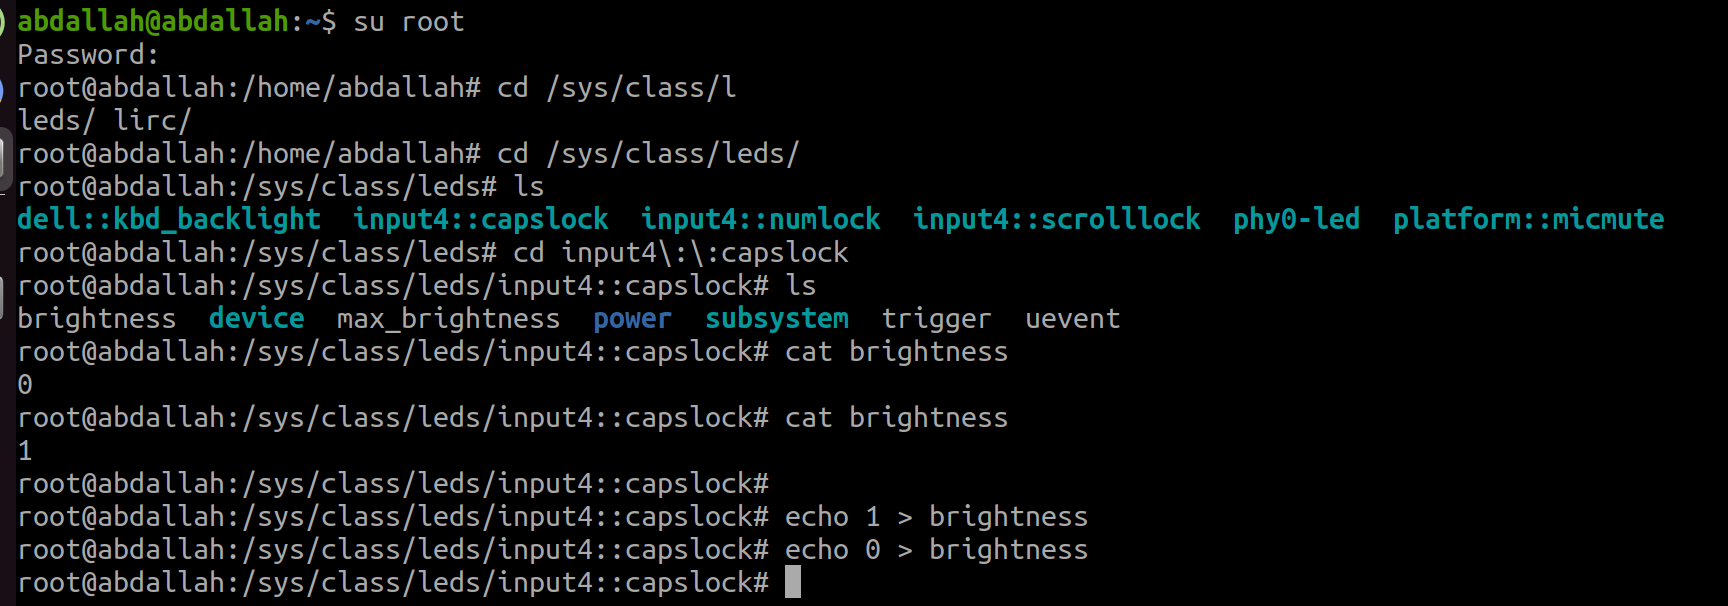 abdallah@abdallah:~$ su root
Password:
root@abdallah:/home/abdallah# cd /sys/class/l
leds/ lirc/
root@abdallah:/home/abdallah# cd /sys/class/leds/
root@abdallah:/sys/class/leds# ls
dell::kbd_backlight  input4::capslock  input4::numlock  input4::scrolllock  phy0-led  platform::micmute
root@abdallah:/sys/class/leds# cd input4\:\:capslock
root@abdallah:/sys/class/leds/input4::capslock# ls
brightness  device  max_brightness  power  subsystem  trigger  uevent
root@abdallah:/sys/class/leds/input4::capslock# cat brightness
0
root@abdallah:/sys/class/leds/input4::capslock# cat brightness
1
root@abdallah:/sys/class/leds/input4::capslock#
root@abdallah:/sys/class/leds/input4::capslock# echo 1 > brightness
root@abdallah:/sys/class/leds/input4::capslock# echo 0 > brightness
root@abdallah:/sys/class/leds/input4::capslock#